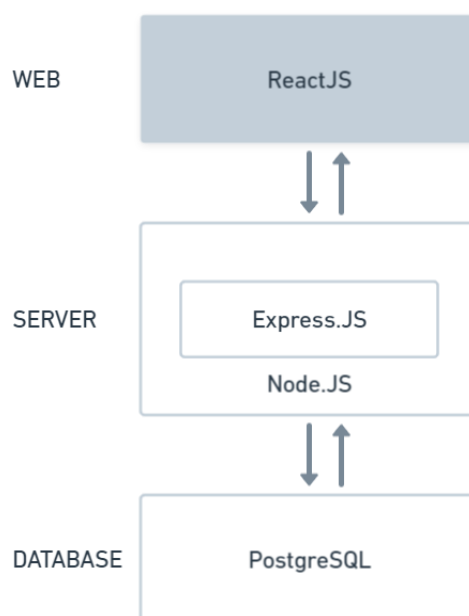 WEB
ReactJS
SERVER
Express.JS
Node.JS
DATABASE
PostgreSQL